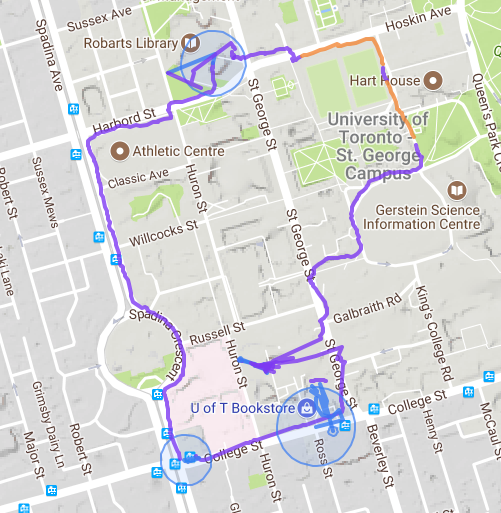 Sussex Ave
Spadina Ave
Robarts Library
Hoskin Ave
Hart House
Queen's Park
Harbord St
St George St
University of
Toronto -
St. George
Campus
Athletic Centre
Classic Ave
Huron St
Robert St
Sussex Mews
Gerstein Science
Information Centre
Willcocks St
St George St
Galbraith Rd
King's College Rd
Spadina Crescent
Russell St
Huron St
St George St
U of T Bookstore
College St
College St
Grimsby Dairy Ln
Major St
Robert St
Huron St
Ross St
Beverley St
Henry St
McCaul